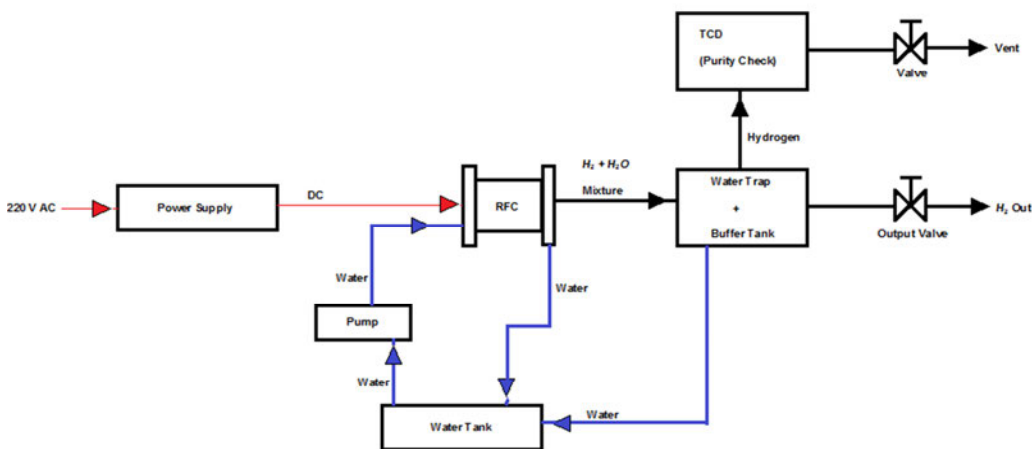 TCD
(Purity Check)
Vent
Valve
Hydrogen
H₂ + H₂O
Mixture
Water Trap
+
Buffer Tank
220 V AC
Power Supply
DC
RFC
H₂ Out
Output Valve
Water
Water
Pump
Water
Water
Water Tank